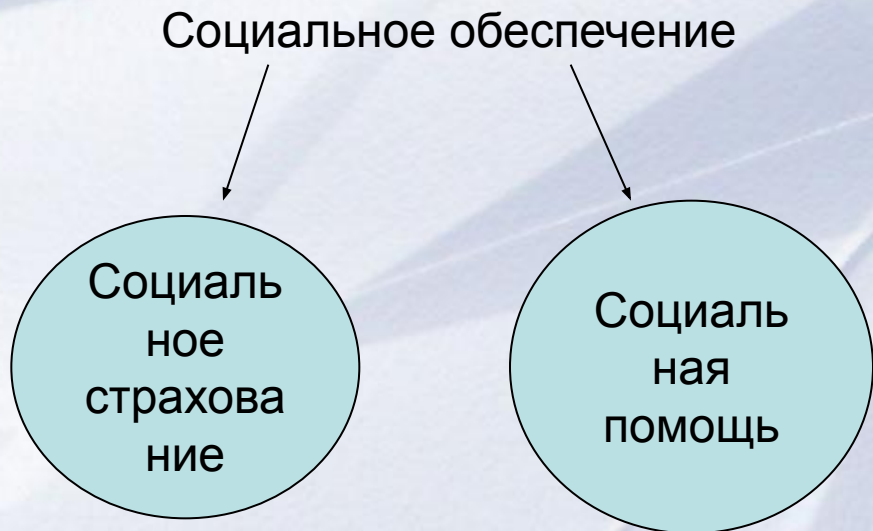 Социальное обеспечение
Социаль
ное
страхова
ние
Социаль
ная
помощь